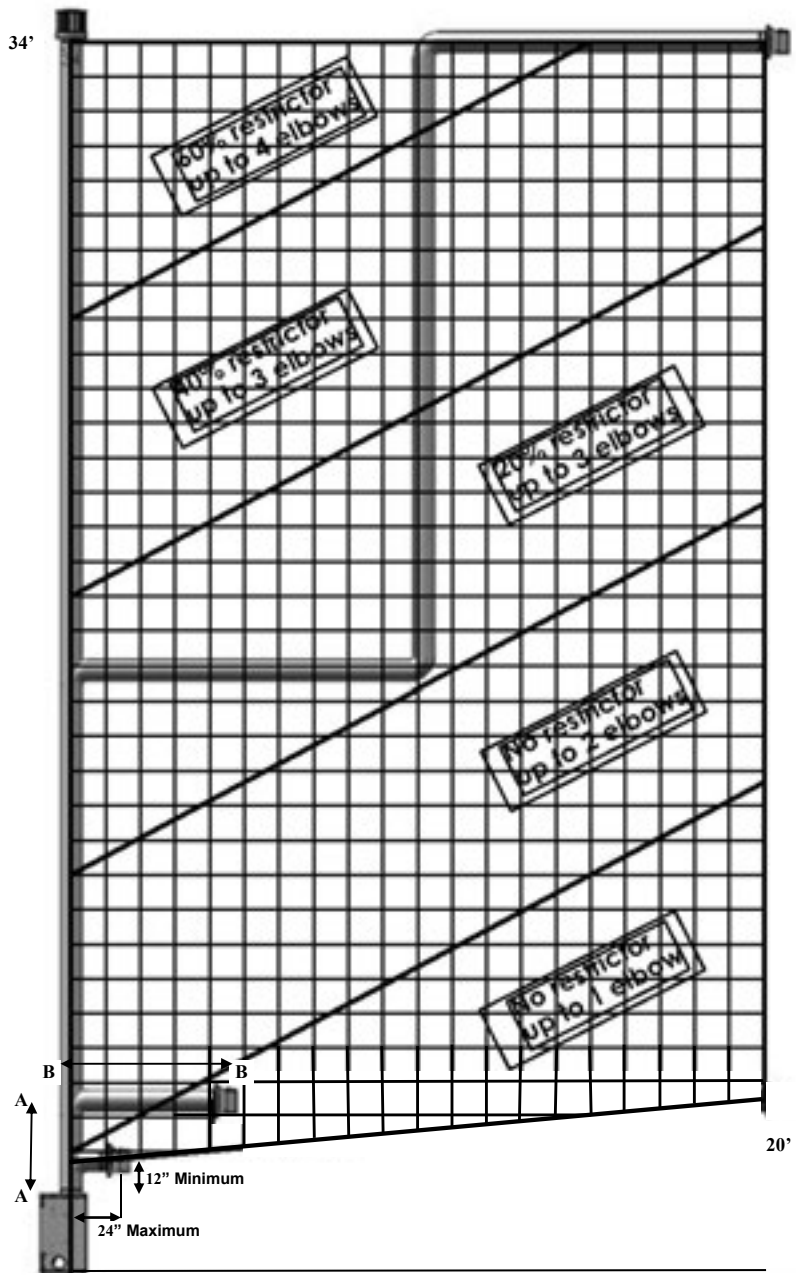 34’
60% restrictor
up to 4 elbows
40% restrictor
up to 3 elbows
20% restrictor
up to 3 elbows
No restrictor
up to 2 elbows
No restrictor
up to 1 elbow
B B
A
20’
12” Minimum
A
24” Maximum